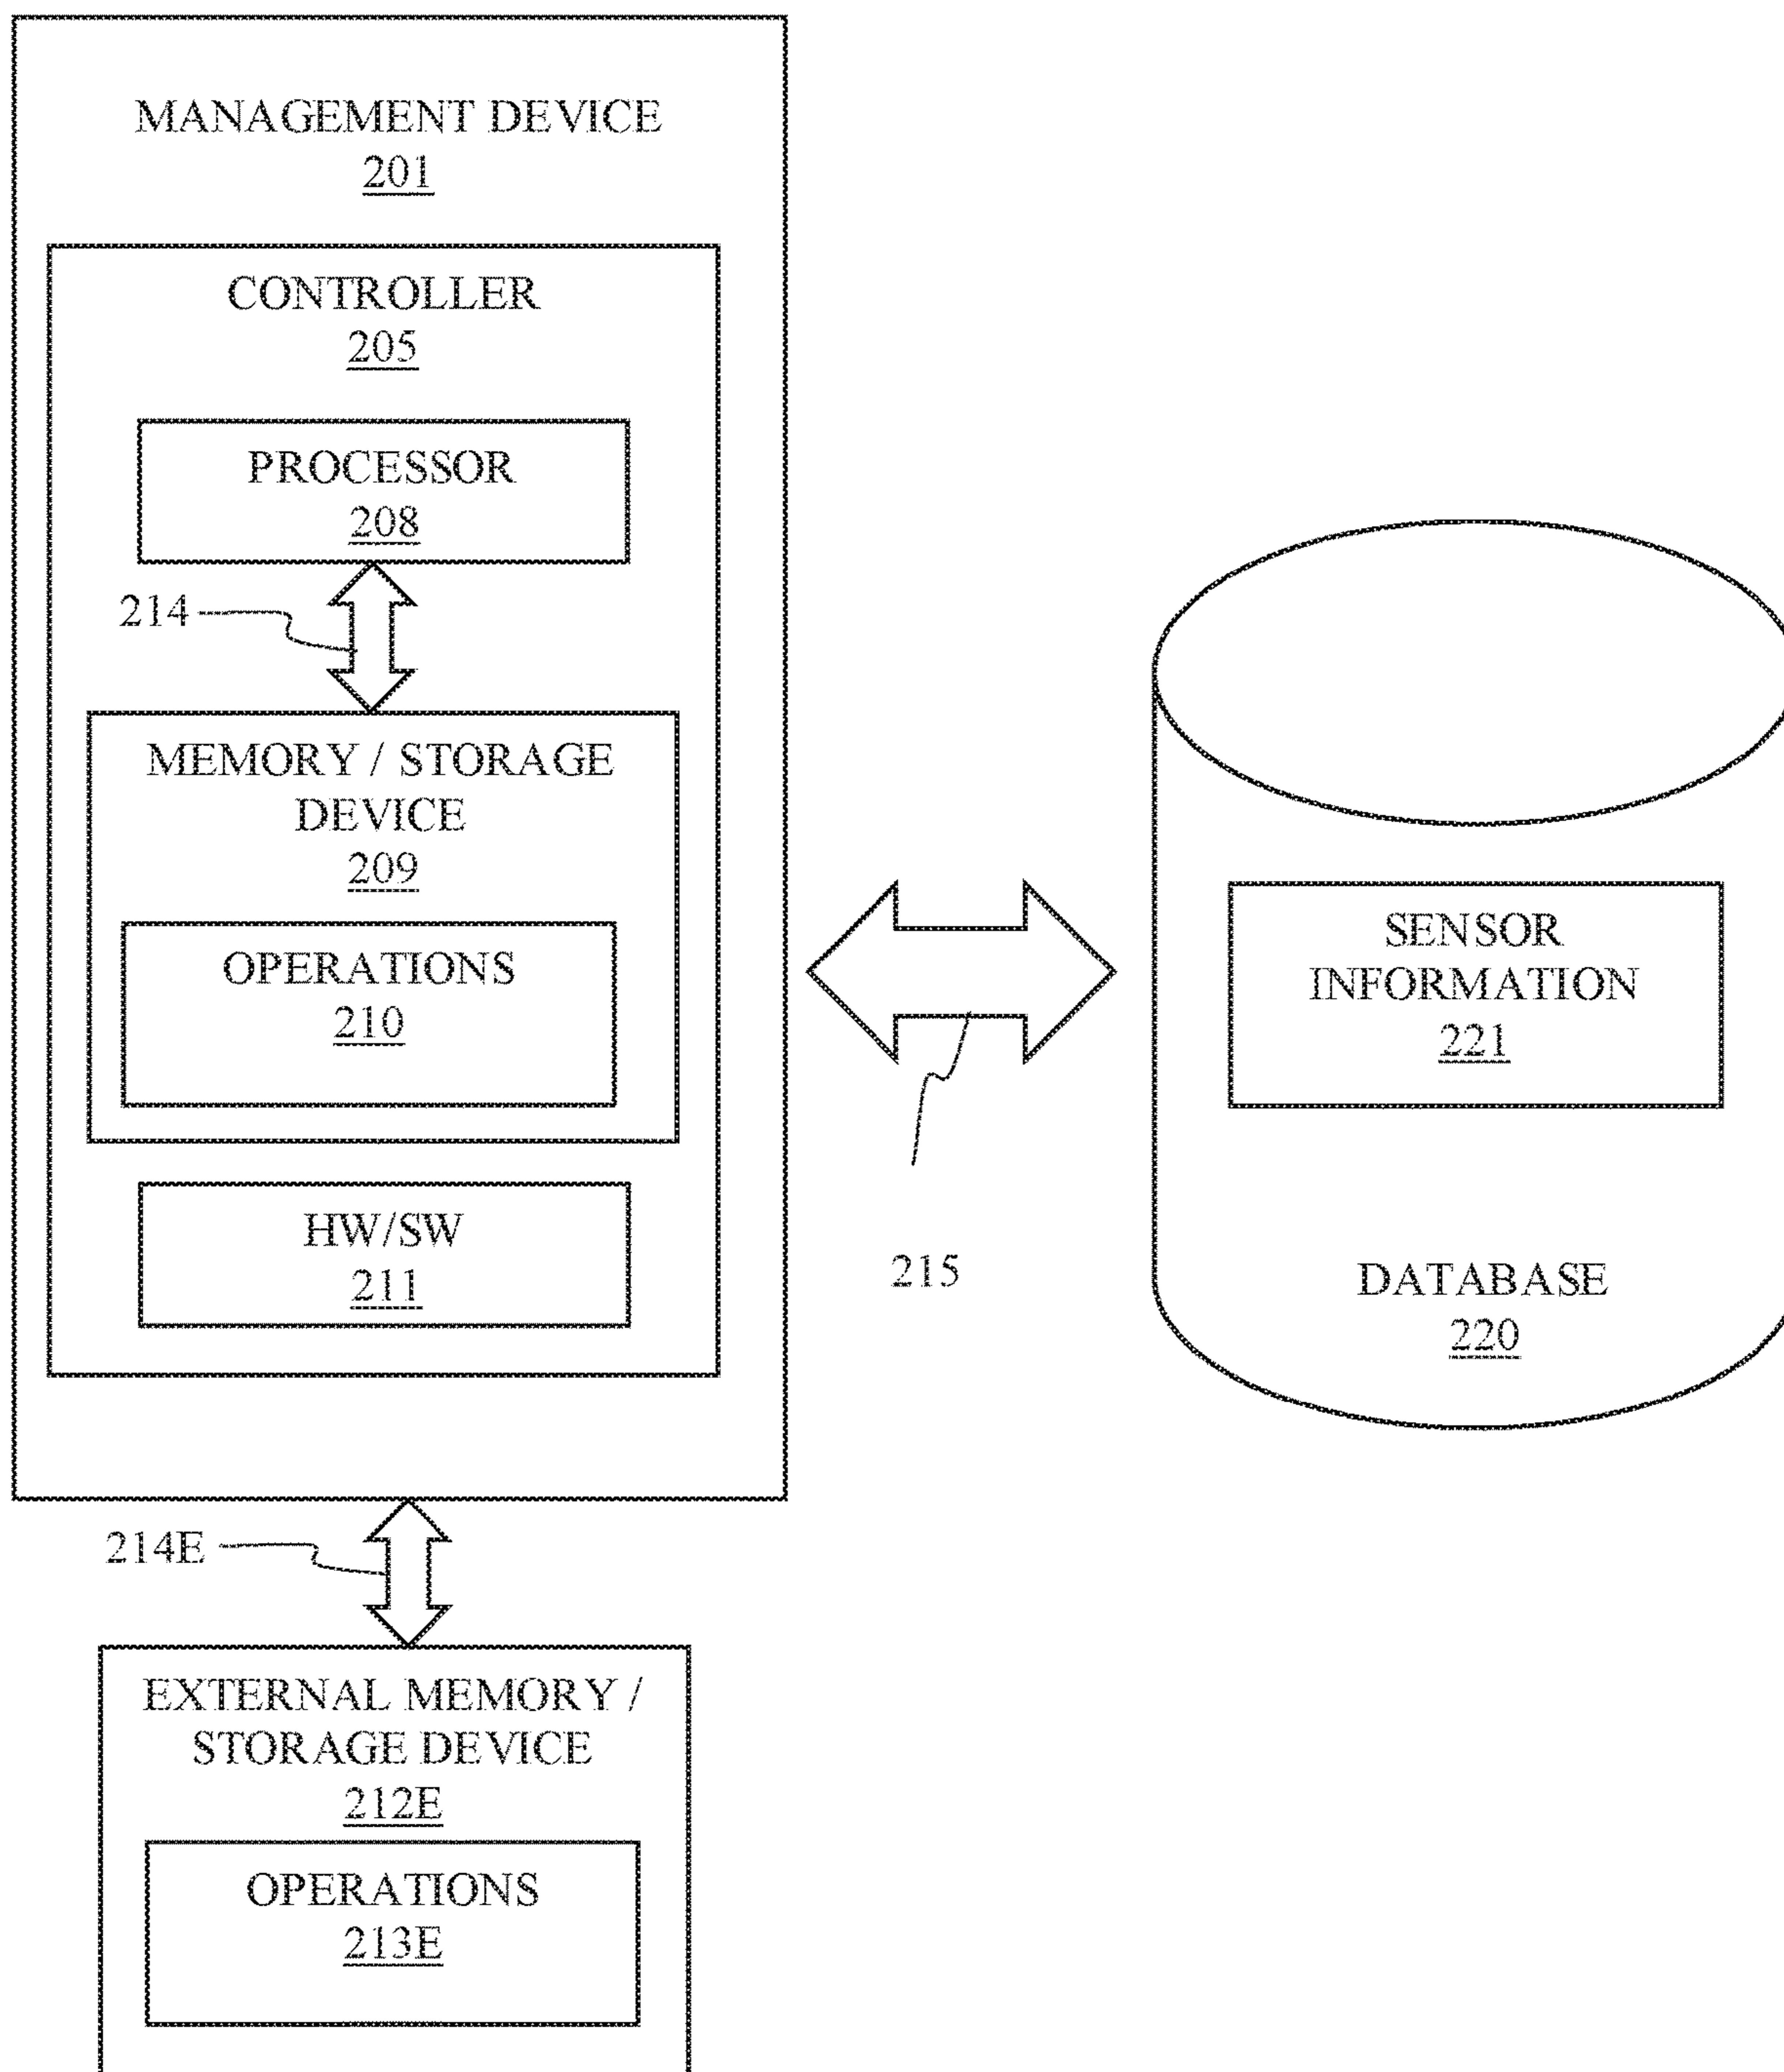 MANAGEMENT DEVICE
201
CONTROLLER
205
PROCESSOR
208
214
MEMORY / STORAGE
DEVICE
209
OPERATIONS
210
HW/SW
211
215
SENSOR
INFORMATION
221
DATABASE
220
214E
EXTERNAL MEMORY /
STORAGE DEVICE
212E
OPERATIONS
213E